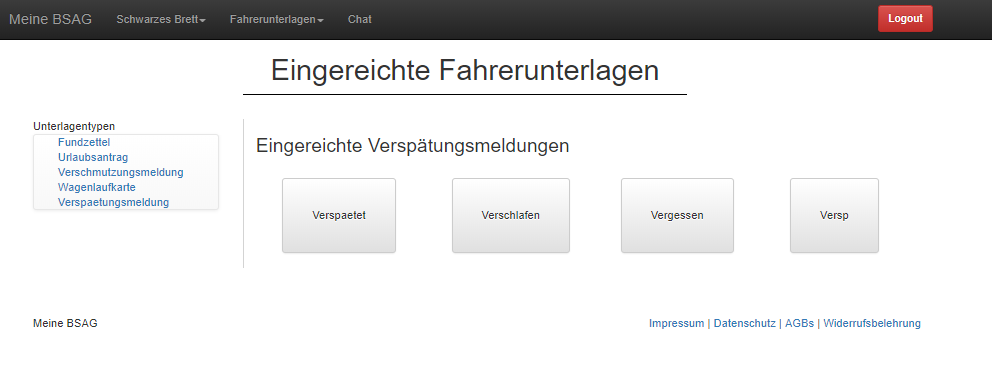 Meine BSAG Schwarzes Brett Fahrerunterlagen Chat Logout
Eingereichte Fahrerunterlagen
Unterlagentypen
Fundzettel
Urlaubsantrag
Verschmutzungsmeldung
Wagenlaufkarte
Verspaetungsmeldung
Eingereichte Verspätungsmeldungen
Verspaetet Verschlafen Vergessen Versp
Meine BSAG Impressum | Datenschutz | AGBs | Widerrufsbelehrung